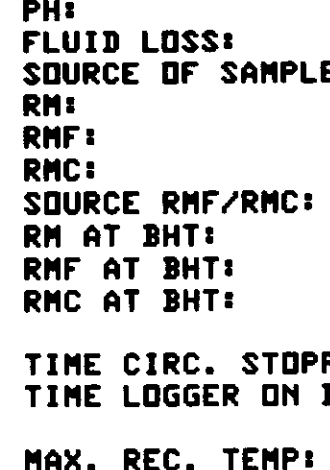 PH:
FLUID LOSS:
SOURCE OF SAMPLE
RM:
RMF:
RMC:
SOURCE RMF/RMC:
RM AT BHT:
RMF AT BHT:
RMC AT BHT:
TIME CIRC.
TIME LOGGER ON
MAX. REC. TEMP: